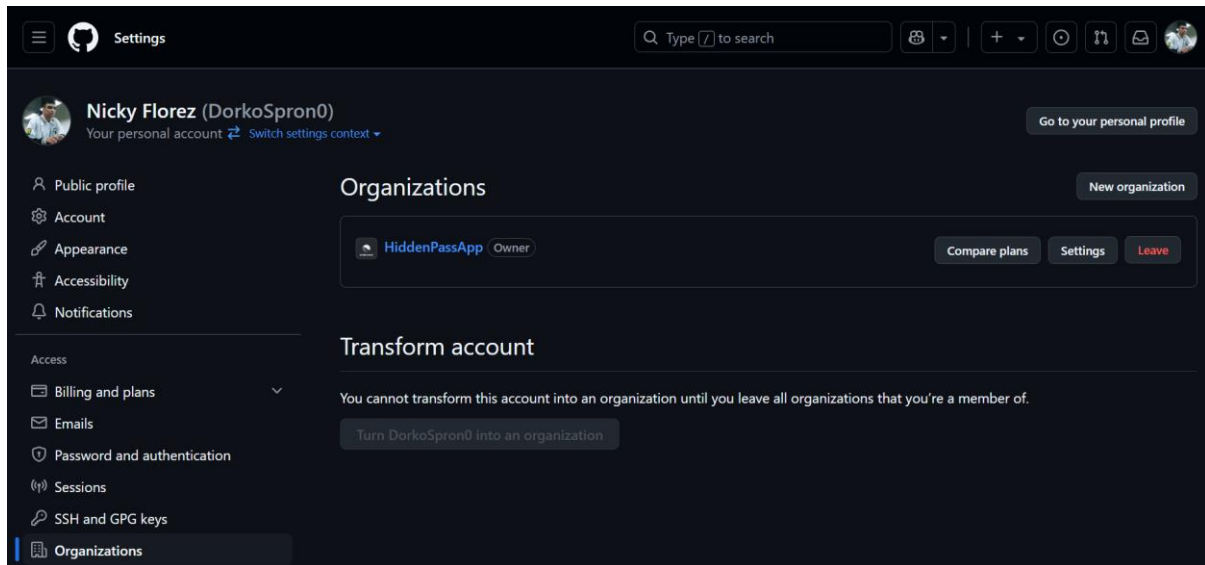 Settings
Type / to search
Nicky Florez (DorkoSpron0)
Your personal account Switch settings context
Go to your personal profile
Public profile
Account
Appearance
Accessibility
Notifications
Access
Billing and plans
Emails
Password and authentication
Sessions
SSH and GPG keys
Organizations
Organizations
New organization
HiddenPassApp Owner
Compare plans Settings Leave
Transform account
You cannot transform this account into an organization until you leave all organizations that you’re a member of.
Turn DorkoSpron0 into an organization